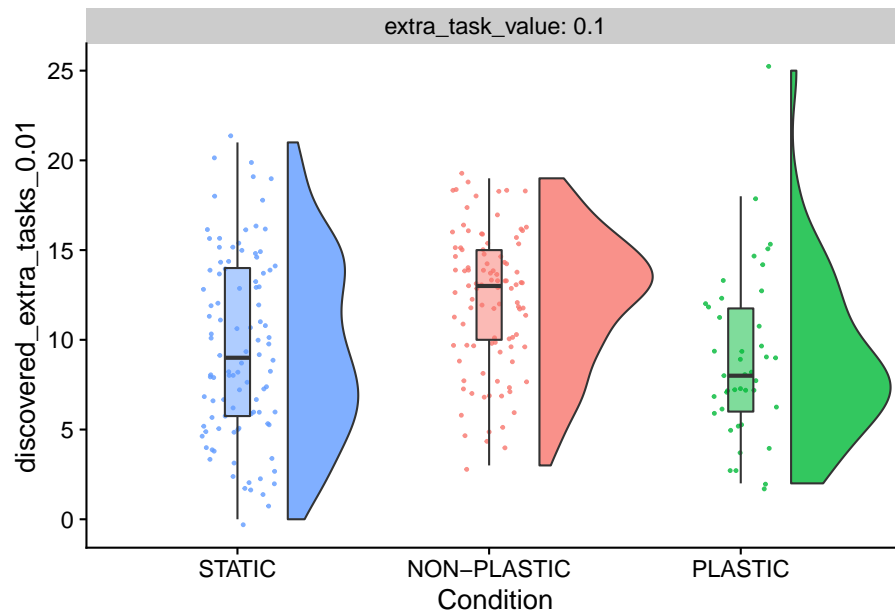 extra_task_value: 0.1
discovered_extra_tasks_0.01
25
20
15
10
5
0
STATIC
NON−PLASTIC
PLASTIC
Condition